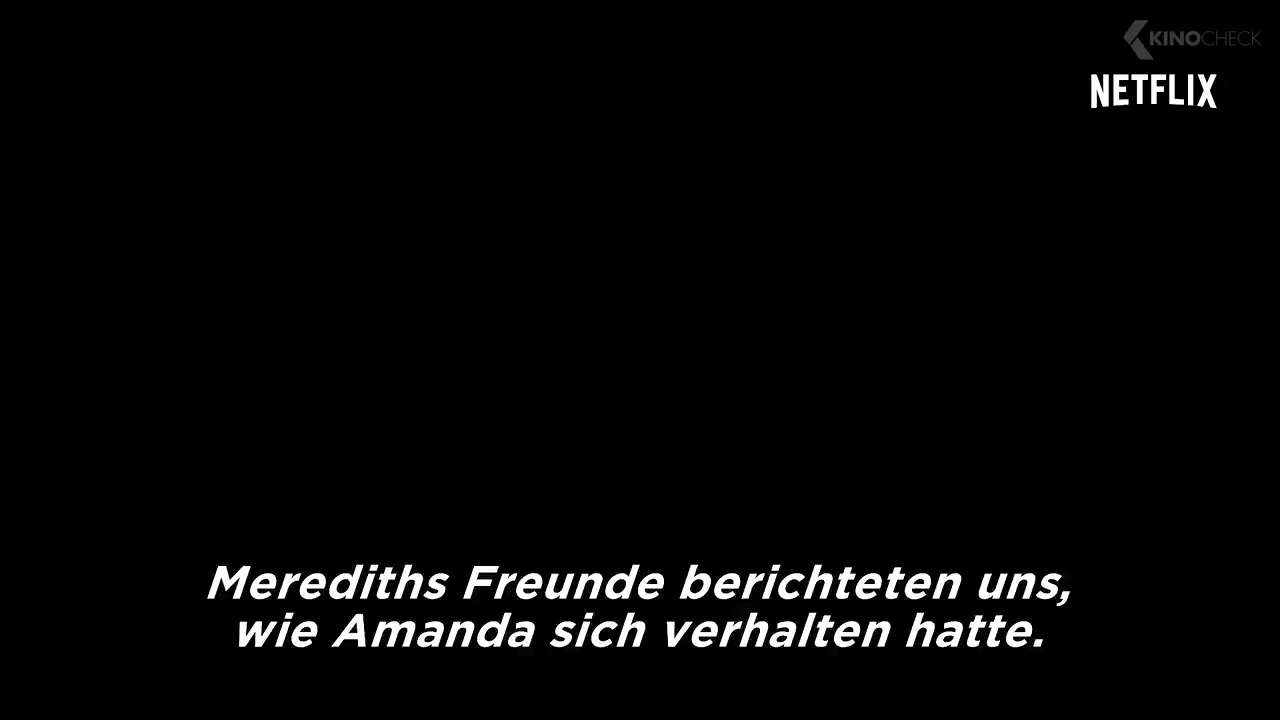 KINOCHECK
NETFLIX
Merediths Freunde berichteten uns,
wie Amanda sich verhalten hatte.